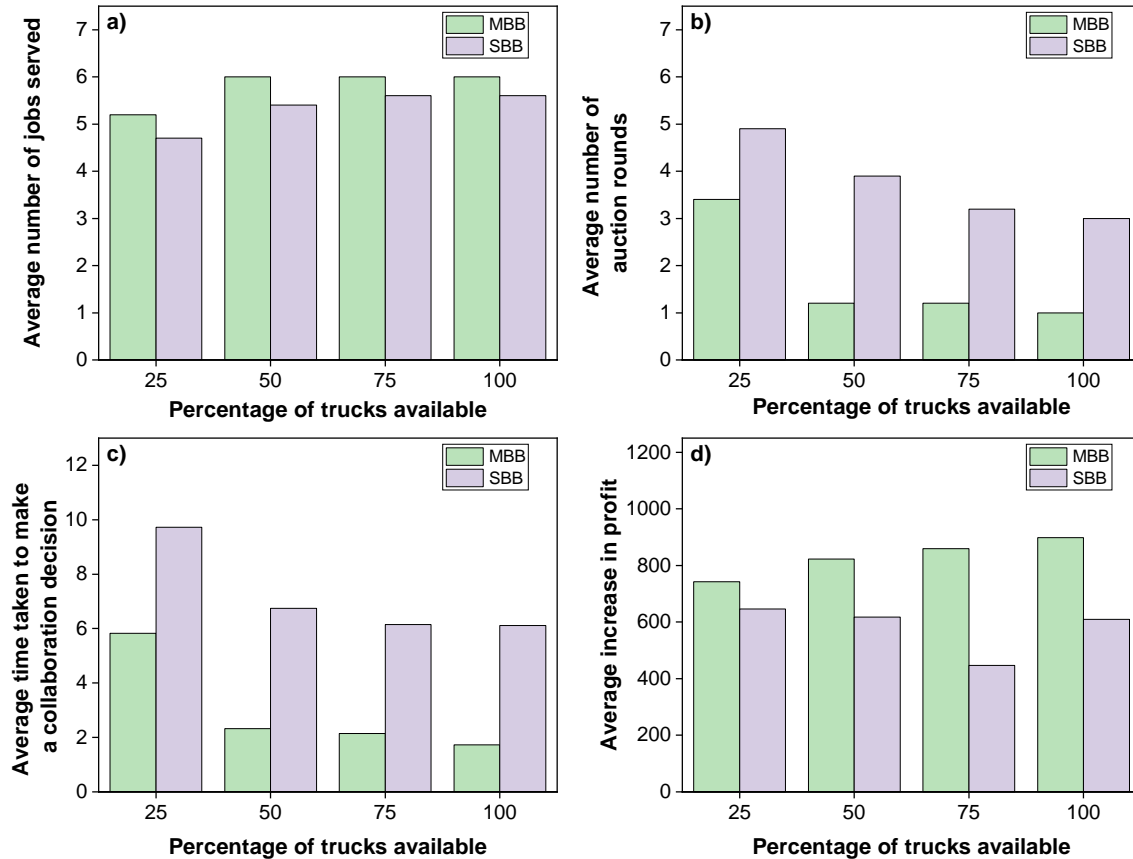 a)
MBB
SBB
7
6
5
4
3
2
1
0
Average number of jobs served
25 50 75 100
Percentage of trucks available
b)
MBB
SBB
7
6
5
4
3
2
1
0
Average number of
auction rounds
25 50 75 100
Percentage of trucks available
c)
MBB
SBB
12
10
8
6
4
2
0
Average time taken to make
a collaboration decision
25 50 75 100
Percentage of trucks available
d)
MBB
SBB
1200
1000
800
600
400
200
0
Average increase in profit
25 50 75 100
Percentage of trucks available